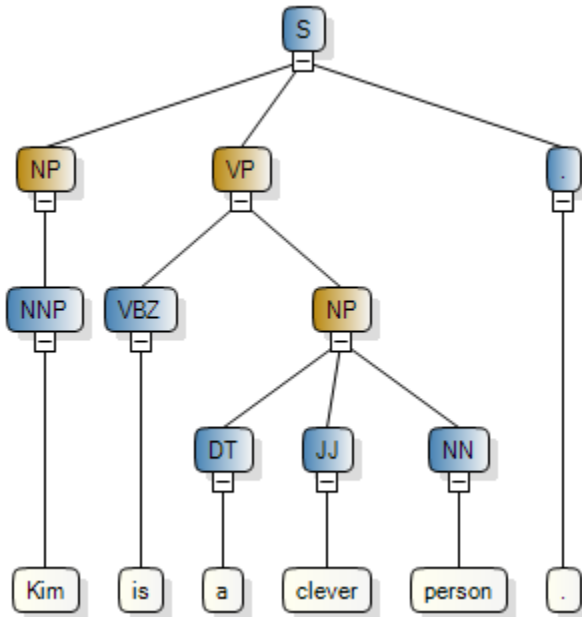 S
NP VP .
NNP VBZ NP
DT JJ NN
Kim is a clever person .